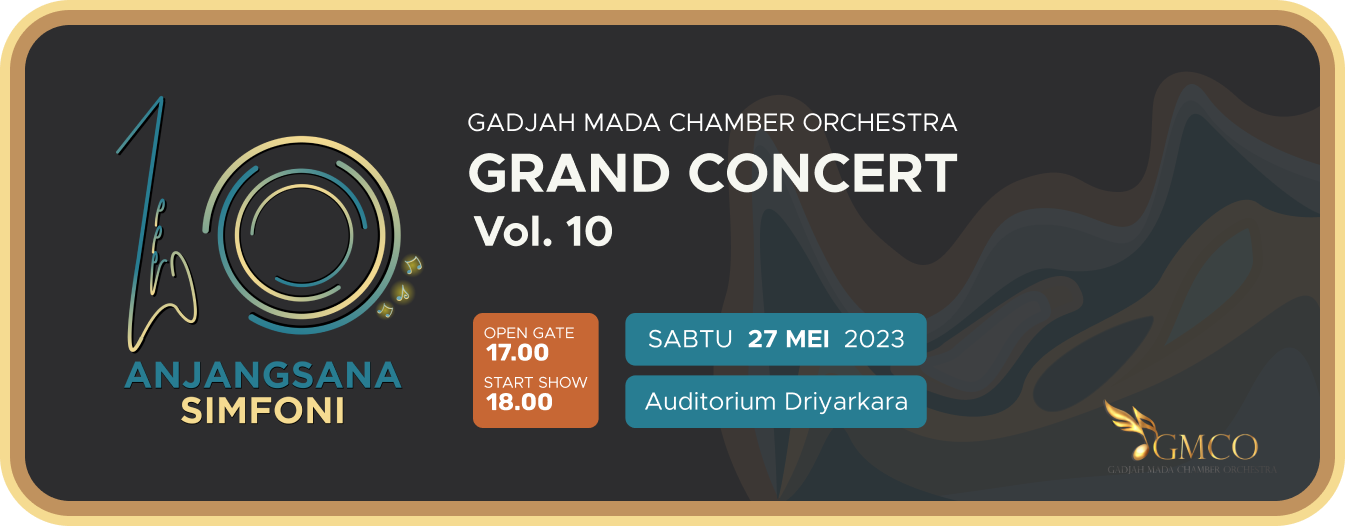 GADJAH MADA CHAMBER ORCHESTRA
GRAND CONCERT
Vol. 10
10
ANJANGSANA
SIMFONI
OPEN GATE
17.00
START SHOW
18.00
SABTU 27 MEI 2023
Auditorium Driyarkara
GMCO
GADJAH MADA CHAMBER ORCHESTRA